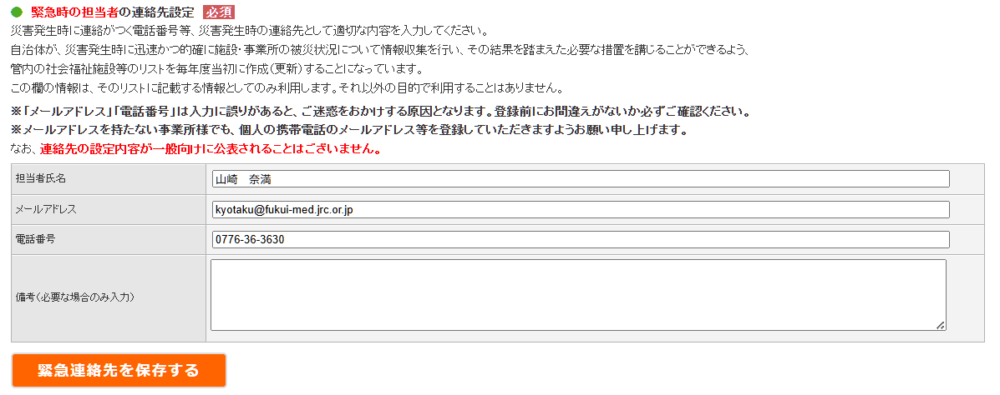 ● 緊急時の担当者の連絡先設定 必須
災害発生時に連絡がつく電話番号等、災害発生時の連絡先として適切な内容を入力してください。
自治体が、災害発生時に迅速かつ的確に施設・事業所の被災状況について情報収集を行い、その結果を踏まえた必要な措置を講じることができるよう、
管内の社会福祉施設等のリストを毎年度当初に作成（更新）することになっています。
この欄の情報は、そのリストに記載する情報としてのみ利用します。それ以外の目的で利用することはありません。
※「メールアドレス」「電話番号」は入力に誤りがあると、ご迷惑をおかけする原因となります。登録前にお間違えがないか必ずご確認ください。
※メールアドレスを持たない事業所様でも、個人の携帯電話のメールアドレス等を登録していただきますようお願い申し上げます。
なお、連絡先の設定内容が一般向けに公表されることはございません。
担当者氏名 山崎　奈満
メールアドレス kyotaku@fukui-med.jrc.or.jp
電話番号 0776-36-3630
備考（必要な場合のみ入力）
緊急連絡先を保存する